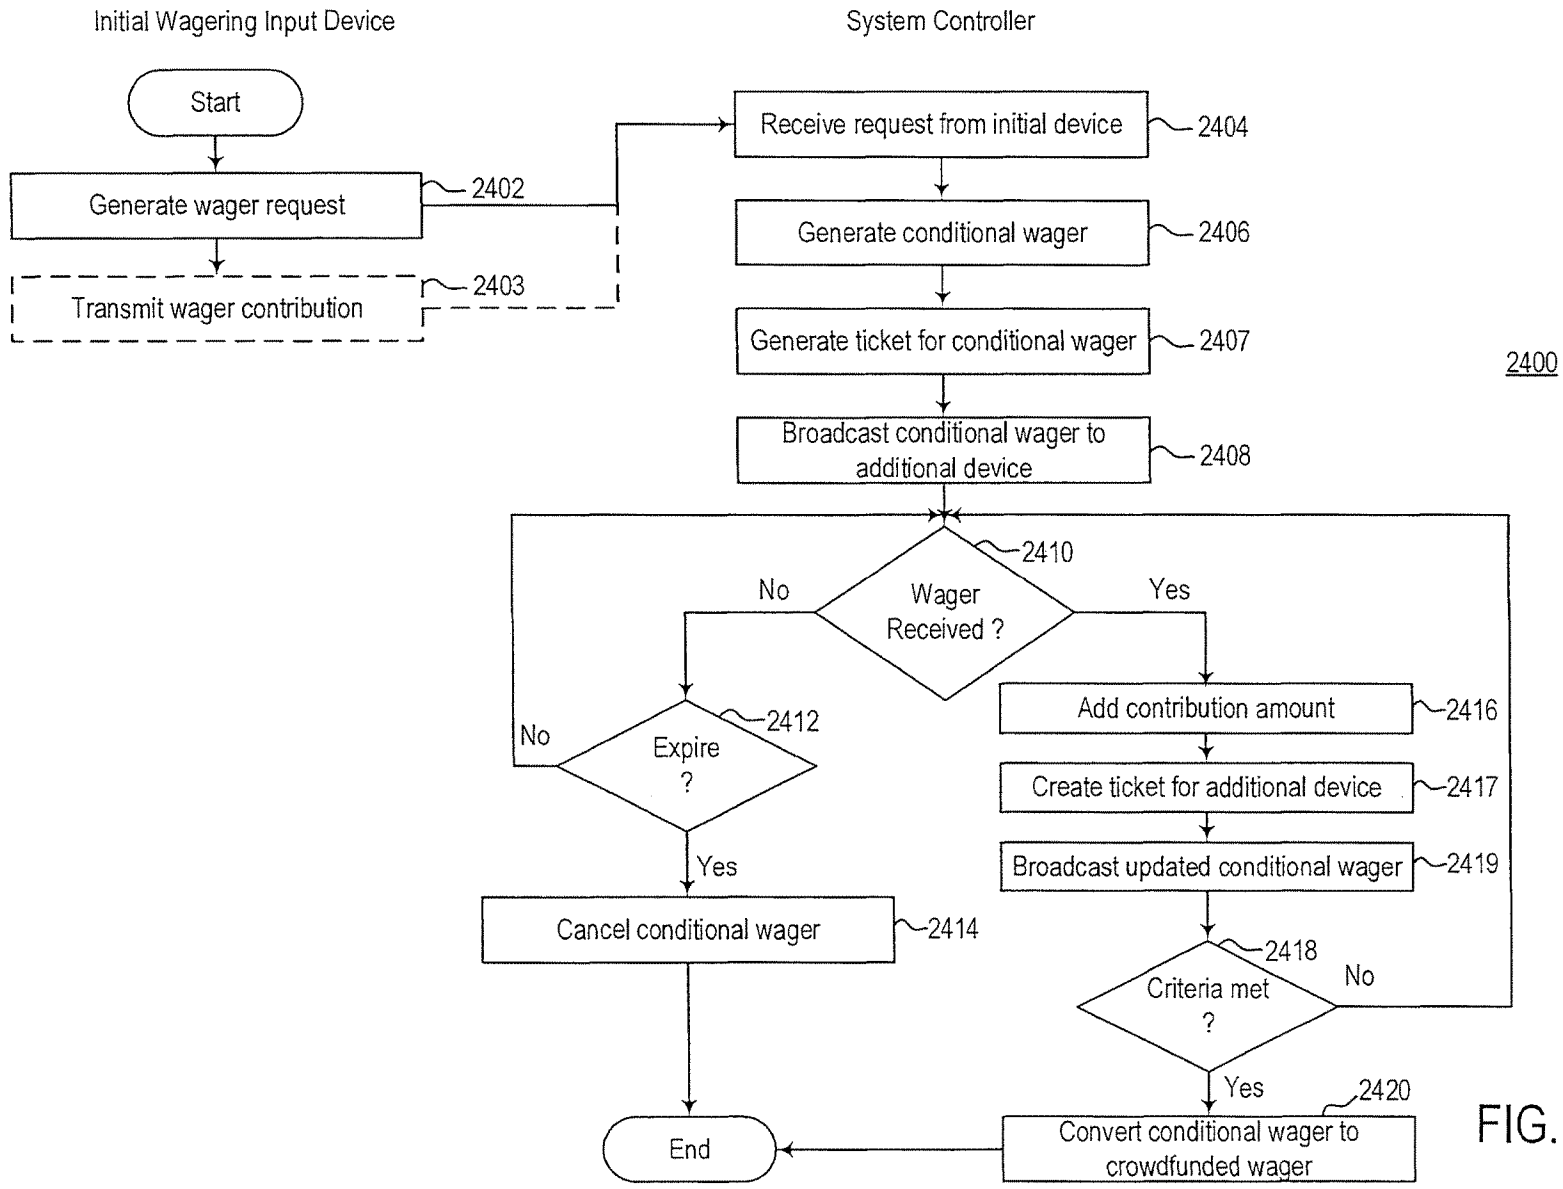 Initial Wagering Input Device
System Controller
Start
Generate wager request
2402
Transmit wager contribution
2403
Receive request from initial device
2404
Generate conditional wager
2406
Generate ticket for conditional wager
2407
2400
Broadcast conditional wager to
additional device
2408
Wager
Received ?
2410
No
Yes
Expire
?
2412
No
Yes
Cancel conditional wager
2414
Add contribution amount
2416
Create ticket for additional device
2417
Broadcast updated conditional wager
2419
Criteria met
?
2418
No
Yes
Convert conditional wager to
crowdfunded wager
2420
End
FIG.